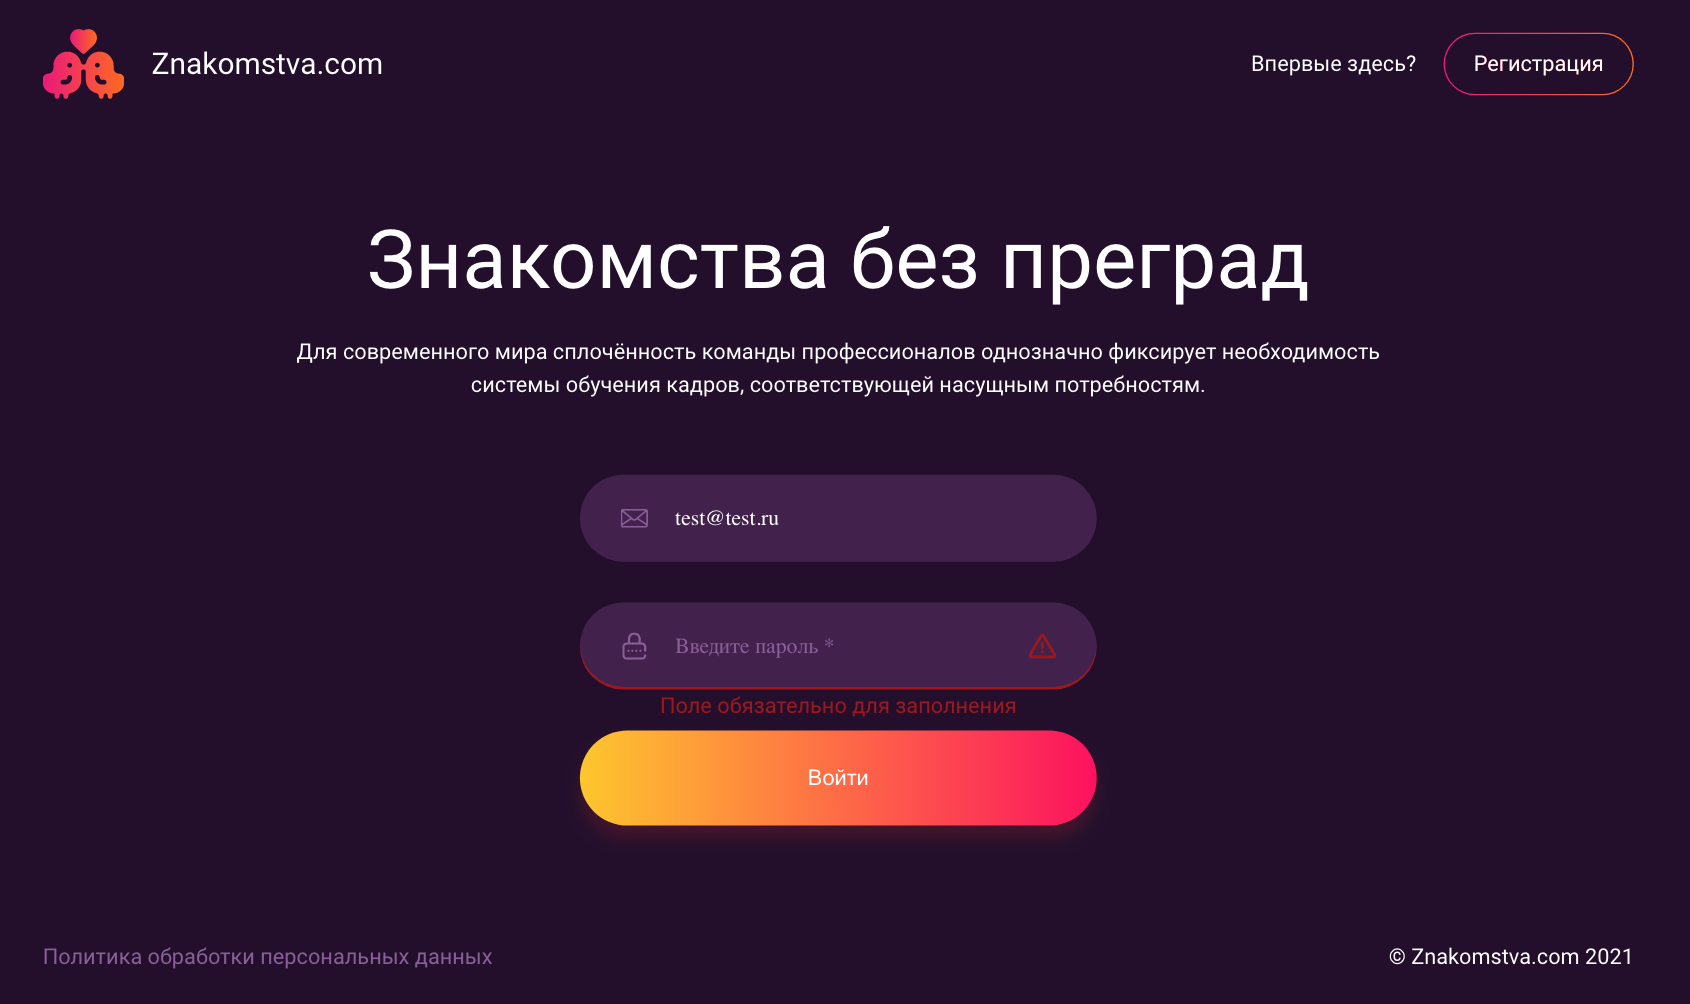 Znakomstva.com
Впервые здесь?
Регистрация
Знакомства без преград
Для современного мира сплочённость команды профессионалов однозначно фиксирует необходимость
системы обучения кадров, соответствующей насущным потребностям.
test@test.ru
Введите пароль *
Поле обязательно для заполнения
Войти
Политика обработки персональных данных
© Znakomstva.com 2021